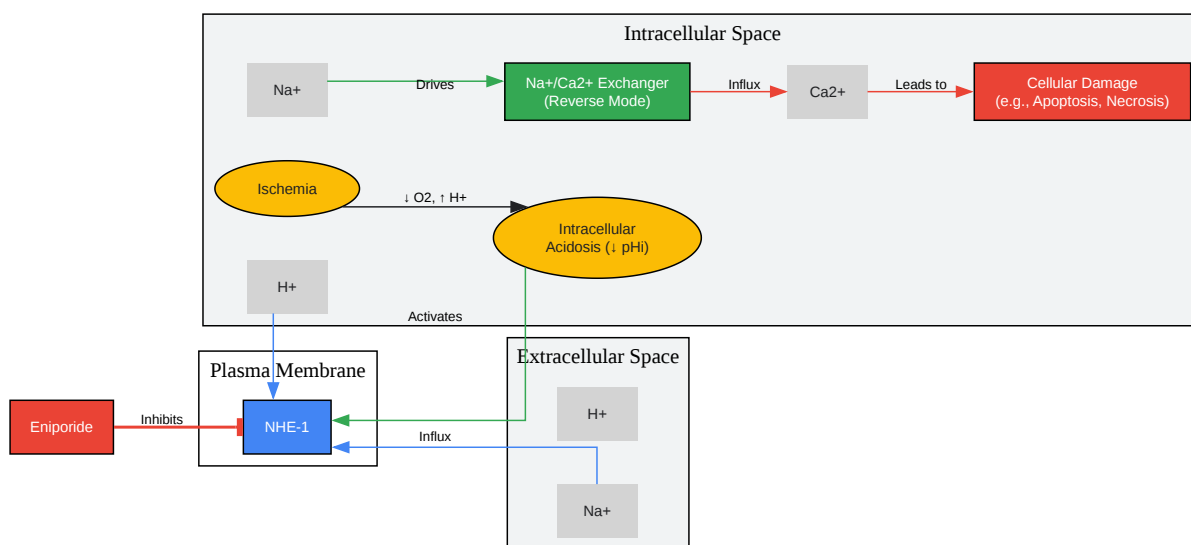 Intracellular Space
Na+
Drives
Na+/Ca2+ Exchanger
(Reverse Mode)
Influx
Ca2+
Leads to
Cellular Damage
(e.g., Apoptosis, Necrosis)
Ischemia
↓ O2, ↑ H+
Intracellular
Acidosis (↓ pHi)
H+
Activates
Plasma Membrane
Extracellular Space
Eniporide
Inhibits
NHE-1
H+
Influx
Na+